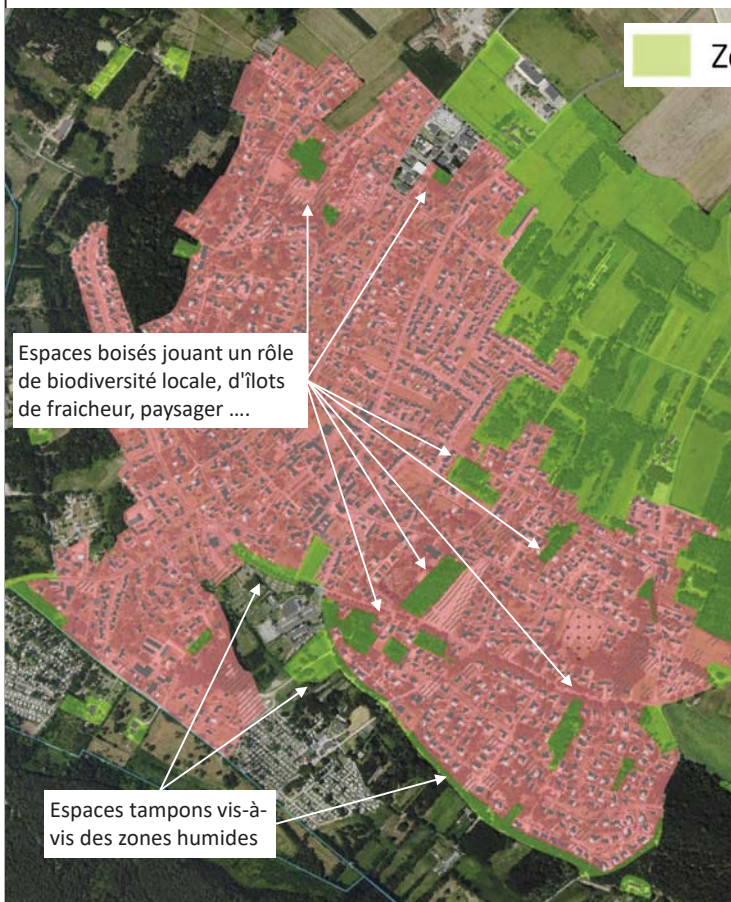 Espaces boisés jouant un rôle
de biodiversité locale, d'îlots
de fraicheur, paysager ....
Espaces tampons vis-à-
vis des zones humides